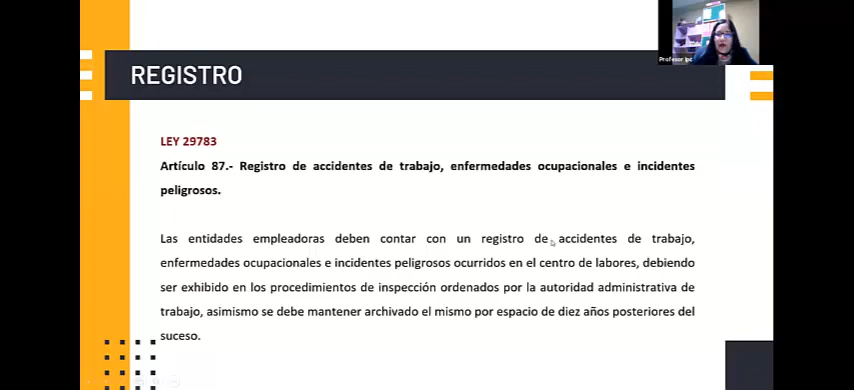 Profesor Ipc
REGISTRO
LEY 29783
Artículo 87.- Registro de accidentes de trabajo, enfermedades ocupacionales e incidentes
peligrosos.
Las entidades empleadoras deben contar con un registro de accidentes de trabajo,
enfermedades ocupacionales e incidentes peligrosos ocurridos en el centro de labores, debiendo
ser exhibido en los procedimientos de inspección ordenados por la autoridad administrativa de
trabajo, asimismo se debe mantener archivado el mismo por espacio de diez años posteriores del
suceso.